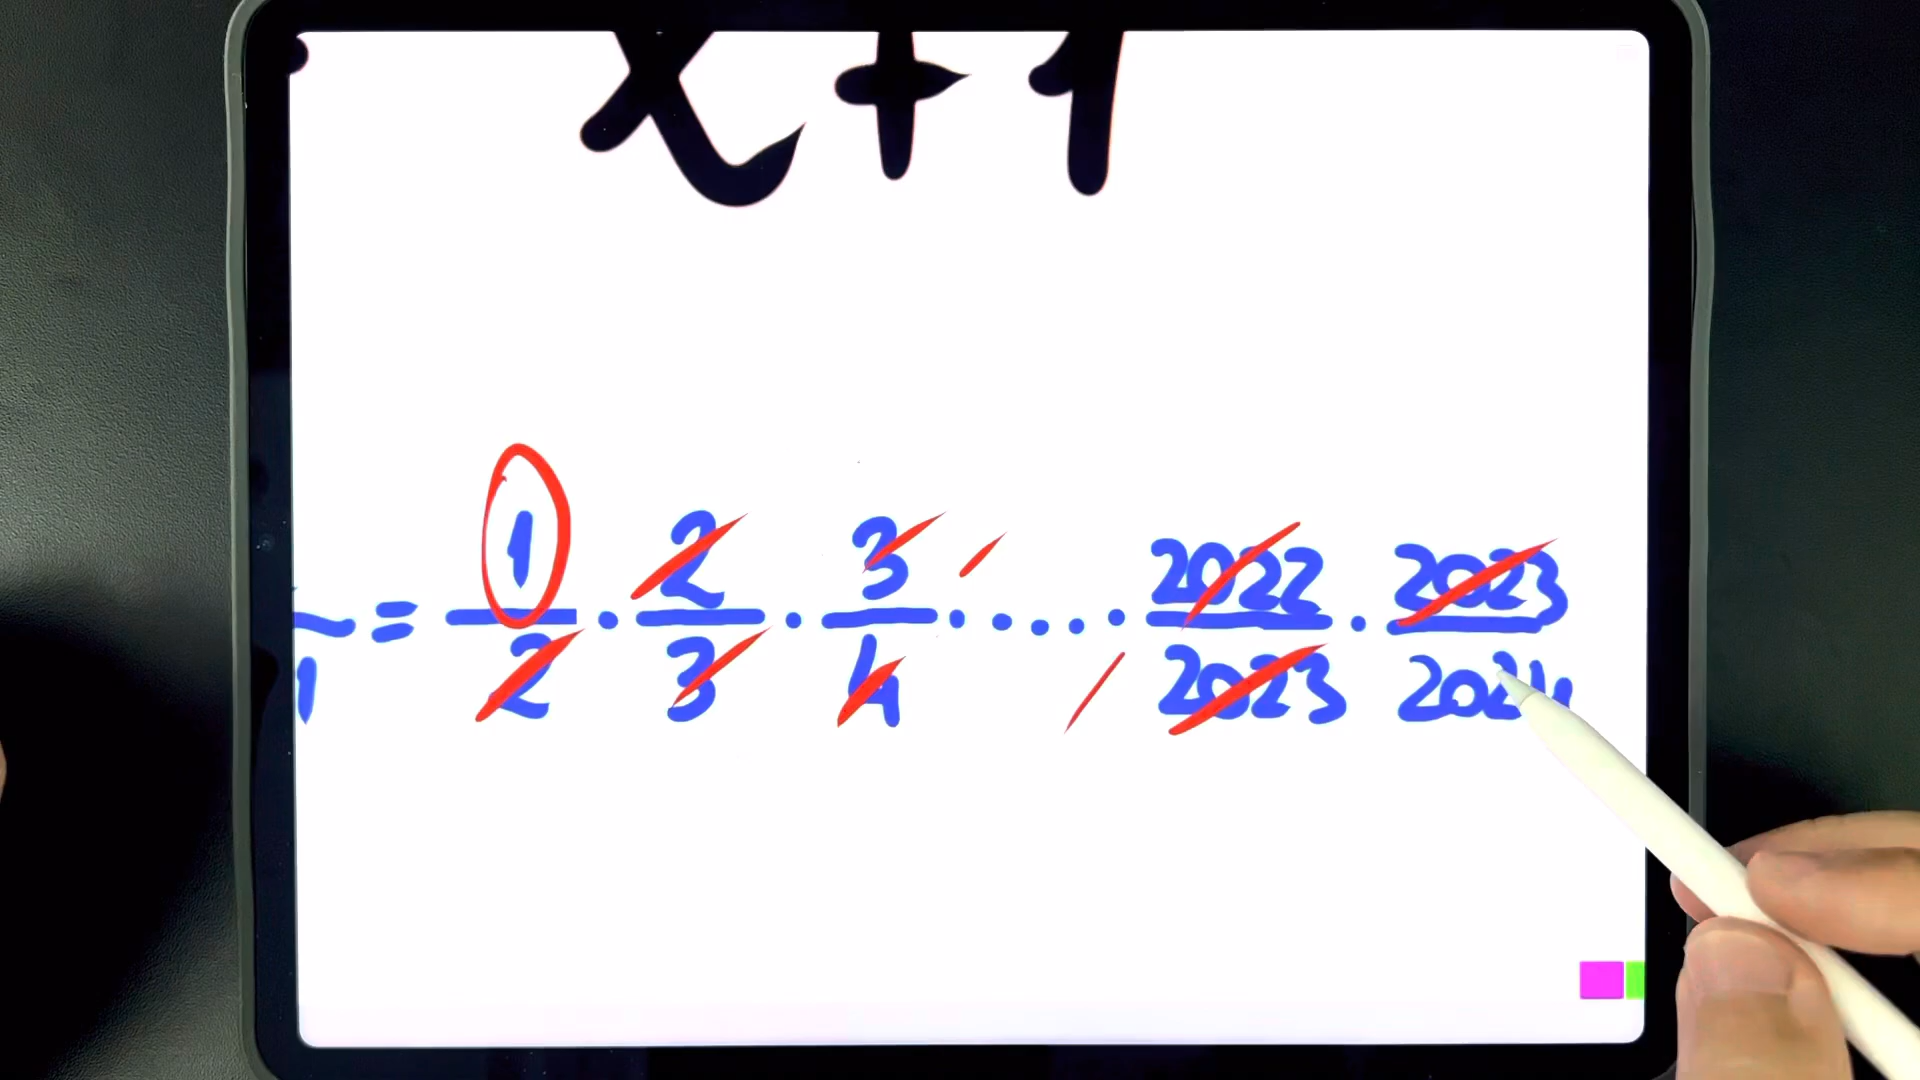 x+1
= 1/2 · 2/3 · 3/4 · .... · 2022/2023 · 2023/2024